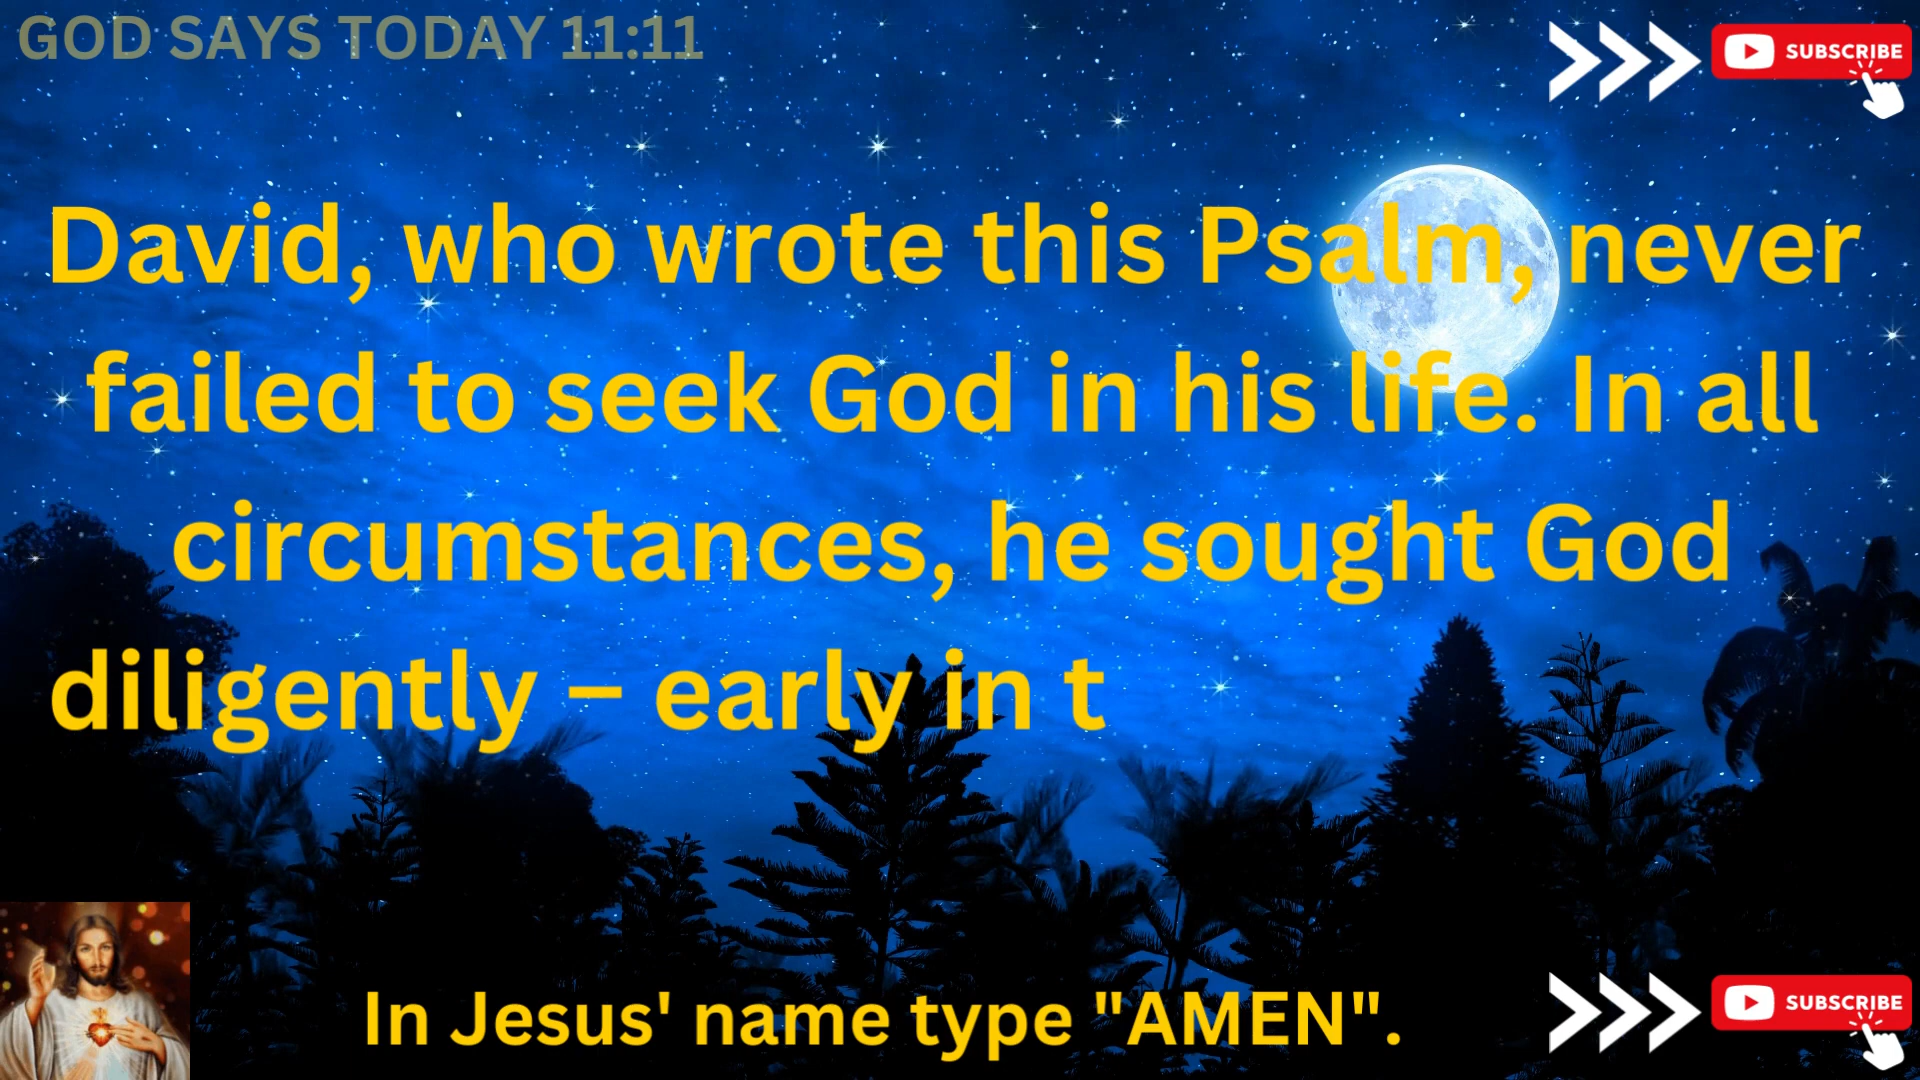 GOD SAYS TODAY 11:11
SUBSCRIBE
David, who wrote this Psalm, never
failed to seek God in his life. In all
circumstances, he sought God
diligently – early in t
In Jesus' name type "AMEN".
SUBSCRIBE